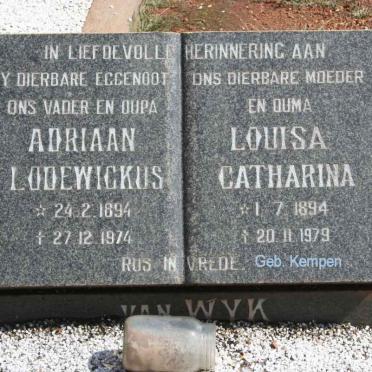 IN LIEFDEVOLLE HERINNERING AAN
Y DIERBARE EGGENOOT
ONS VADER EN OUPA
ADRIAAN
LODEWICKUS
☆ 24.2.1894
† 27.12.1974
ONS DIERBARE MOEDER
EN OUMA
LOUISA
CATHARINA
☆ 1.7.1894
† 20.11.1979
RUS IN VREDE. Geb. Kempen
VAN WYK